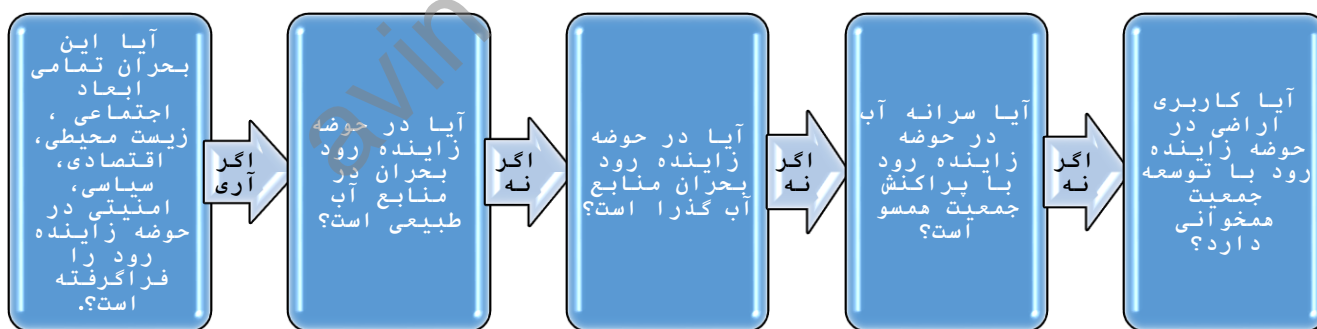 آیا این
بحران تمامی
ابعاد
اجتماعی ،
زیست محیطی،
اقتصادی،
سیاسی،
امنیتی در
حوضه زاینده
رود را
فراگرفته
است؟.
اگر
آری
آیا در حوضه
زاینده رود
بحران در
منابع آب
طبیعی است؟
اگر
نه
آیا در حوضه
زاینده رود
بحران منابع
آب گذرا است؟
اگر
نه
آیا سرانه آب
در حوضه
زاینده رود
با پراکنش
جمعیت همسو
است؟
اگر
نه
آیا کاربری
اراضی در
حوضه زاینده
رود با توسعه
جمعیت
همخوانی
دارد؟
avin